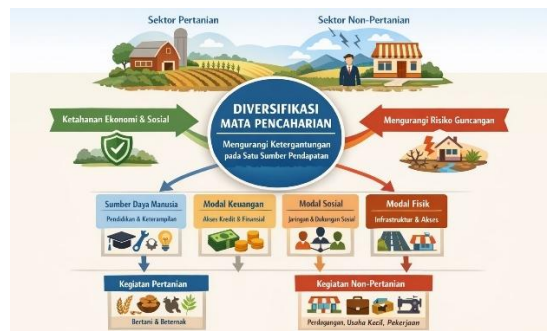 Sektor Pertanian
Sektor Non-Pertanian
DIVERSIFIKASI
MATA PENCAHARIAN
Mengurangi Ketergantungan
pada Satu Sumber Pendapatan
Ketahanan Ekonomi & Sosial
Mengurangi Risiko Guncangan
Sumber Daya Manusia
Pendidikan & Keterampilan
Modal Keuangan
Akses Kredit & Finansial
Modal Sosial
Jaringan & Dukungan Sosial
Modal Fisik
Infrastruktur & Akses
Kegiatan Pertanian
Bertani & Beternak
Kegiatan Non-Pertanian
Perdagangan, Usaha Kecil, Pekerjaan